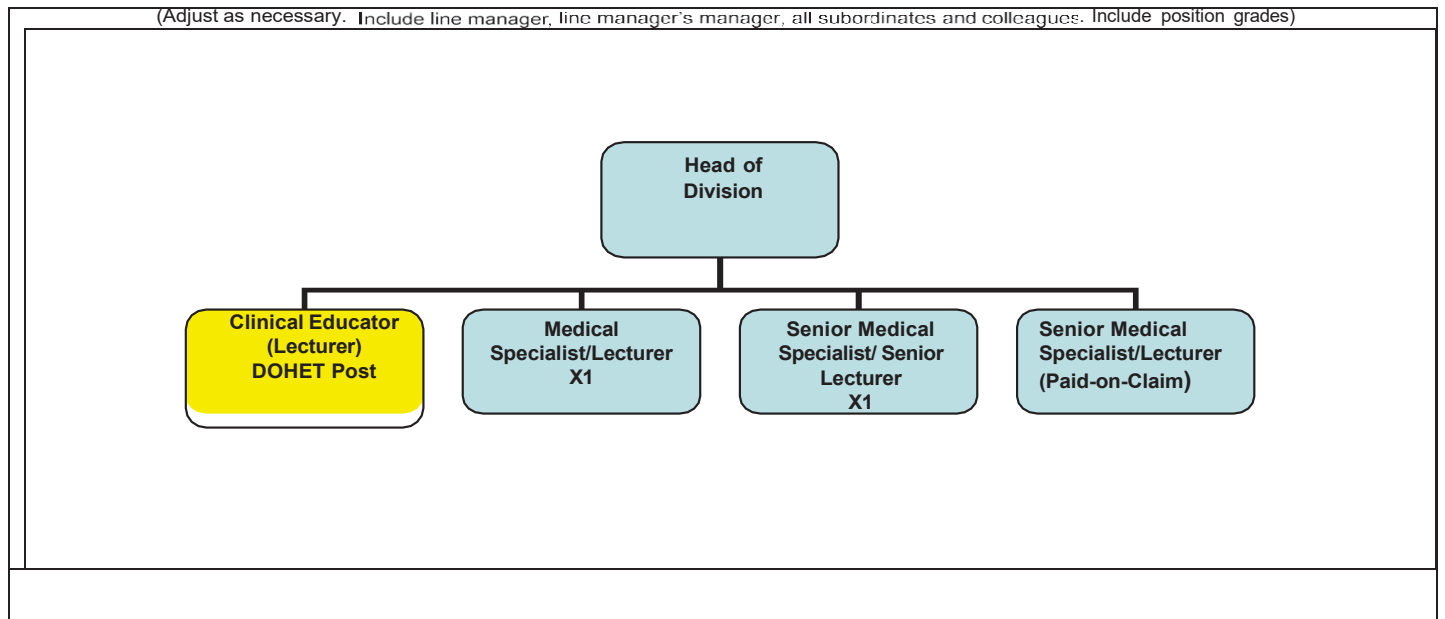 (Adjust as necessary. Include line manager, line manager's manager, all subordinates and colleagues. Include position grades)
Head of
Division
Clinical Educator
(Lecturer)
DOHET Post
Medical
Specialist/Lecturer
X1
Senior Medical
Specialist/ Senior
Lecturer
X1
Senior Medical
Specialist/Lecturer
(Paid-on-Claim)